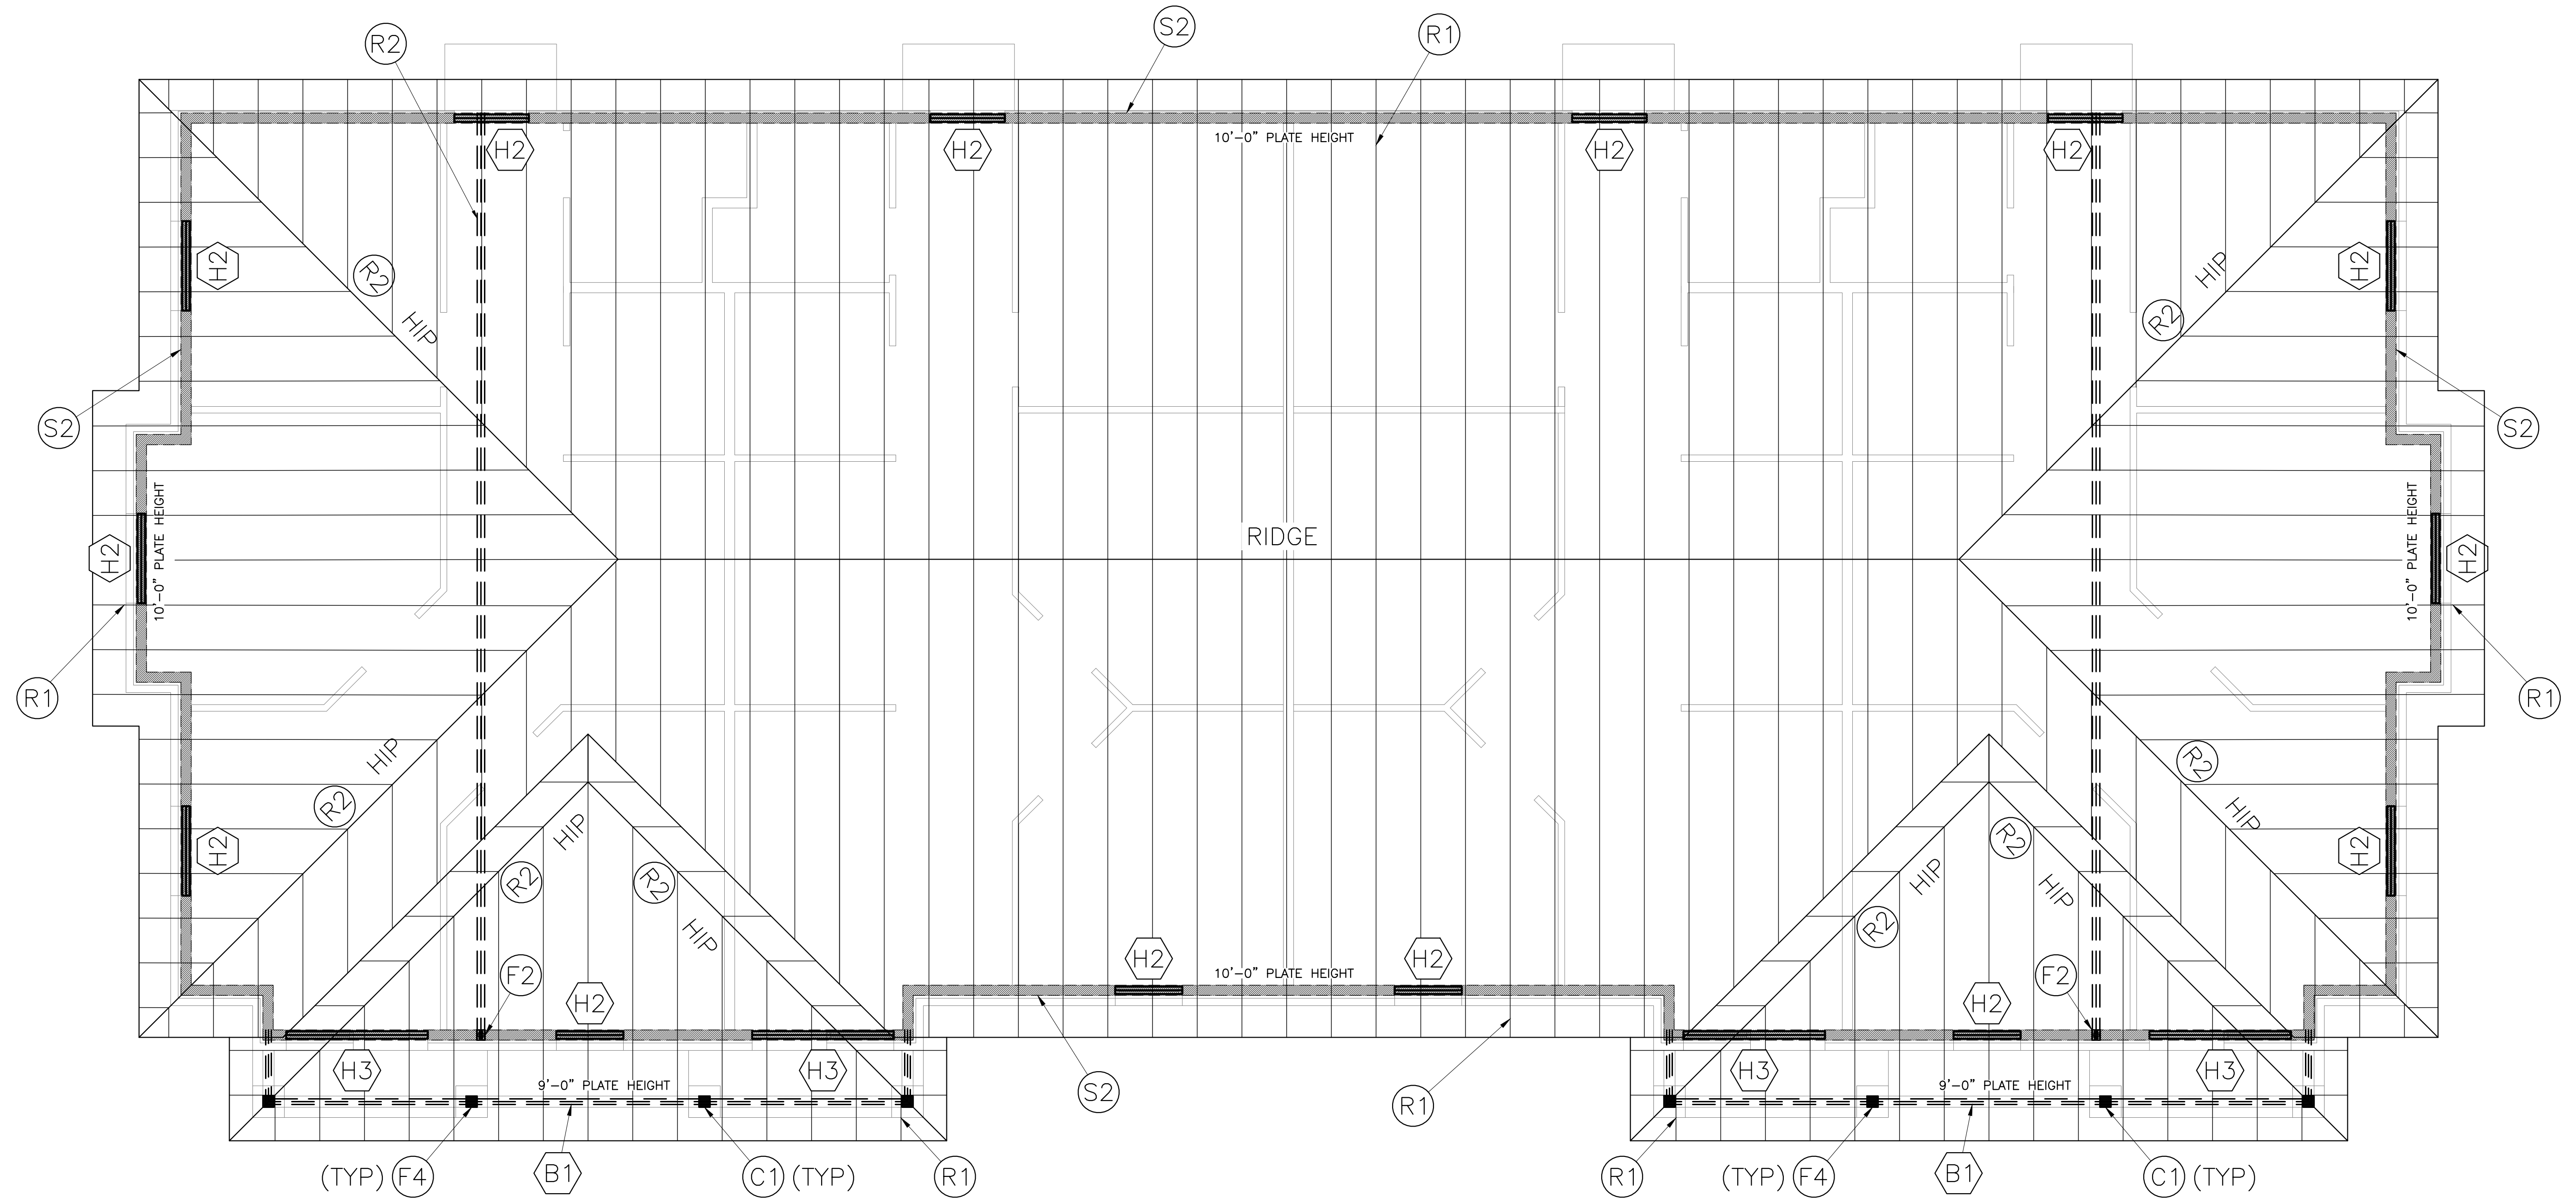 S2
R1
R2
H2
H2
H2
H2
10'-0" PLATE HEIGHT
H2
H2
R2
HIP
HIP
R2
S2
S2
RIDGE
10'-0" PLATE HEIGHT
10'-0" PLATE HEIGHT
H2
H2
R1
R1
HIP
R2
R2
HIP
H2
H2
HIP
R2
R2
HIP
HIP
R2
R2
HIP
F2
H2
H2
H2
10'-0" PLATE HEIGHT
F2
H2
H3
H3
H3
H3
9'-0" PLATE HEIGHT
9'-0" PLATE HEIGHT
S2
R1
(TYP) F4
B1
C1 (TYP)
R1
R1
(TYP) F4
B1
C1 (TYP)